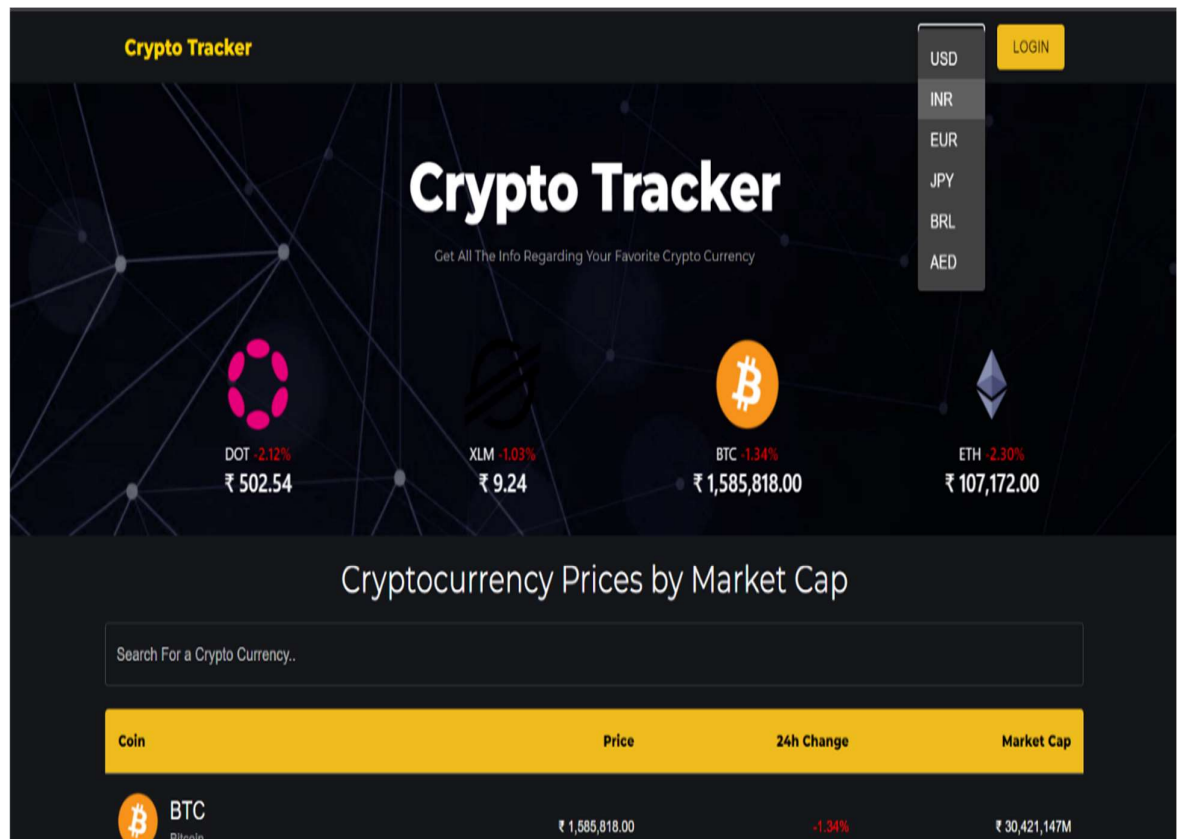 Crypto Tracker
USD
LOGIN
INR
EUR
JPY
BRL
AED
Crypto Tracker
Get All The Info Regarding Your Favorite Crypto Currency
DOT -2.12%
₹ 502.54
XLM -1.03%
₹ 9.24
BTC -1.34%
₹ 1,585,818.00
ETH -2.30%
₹ 107,172.00
Cryptocurrency Prices by Market Cap
Search For a Crypto Currency..
Coin Price 24h Change Market Cap
BTC
Bitcoin
₹ 1,585,818.00 -1.34% ₹ 30,421,147M